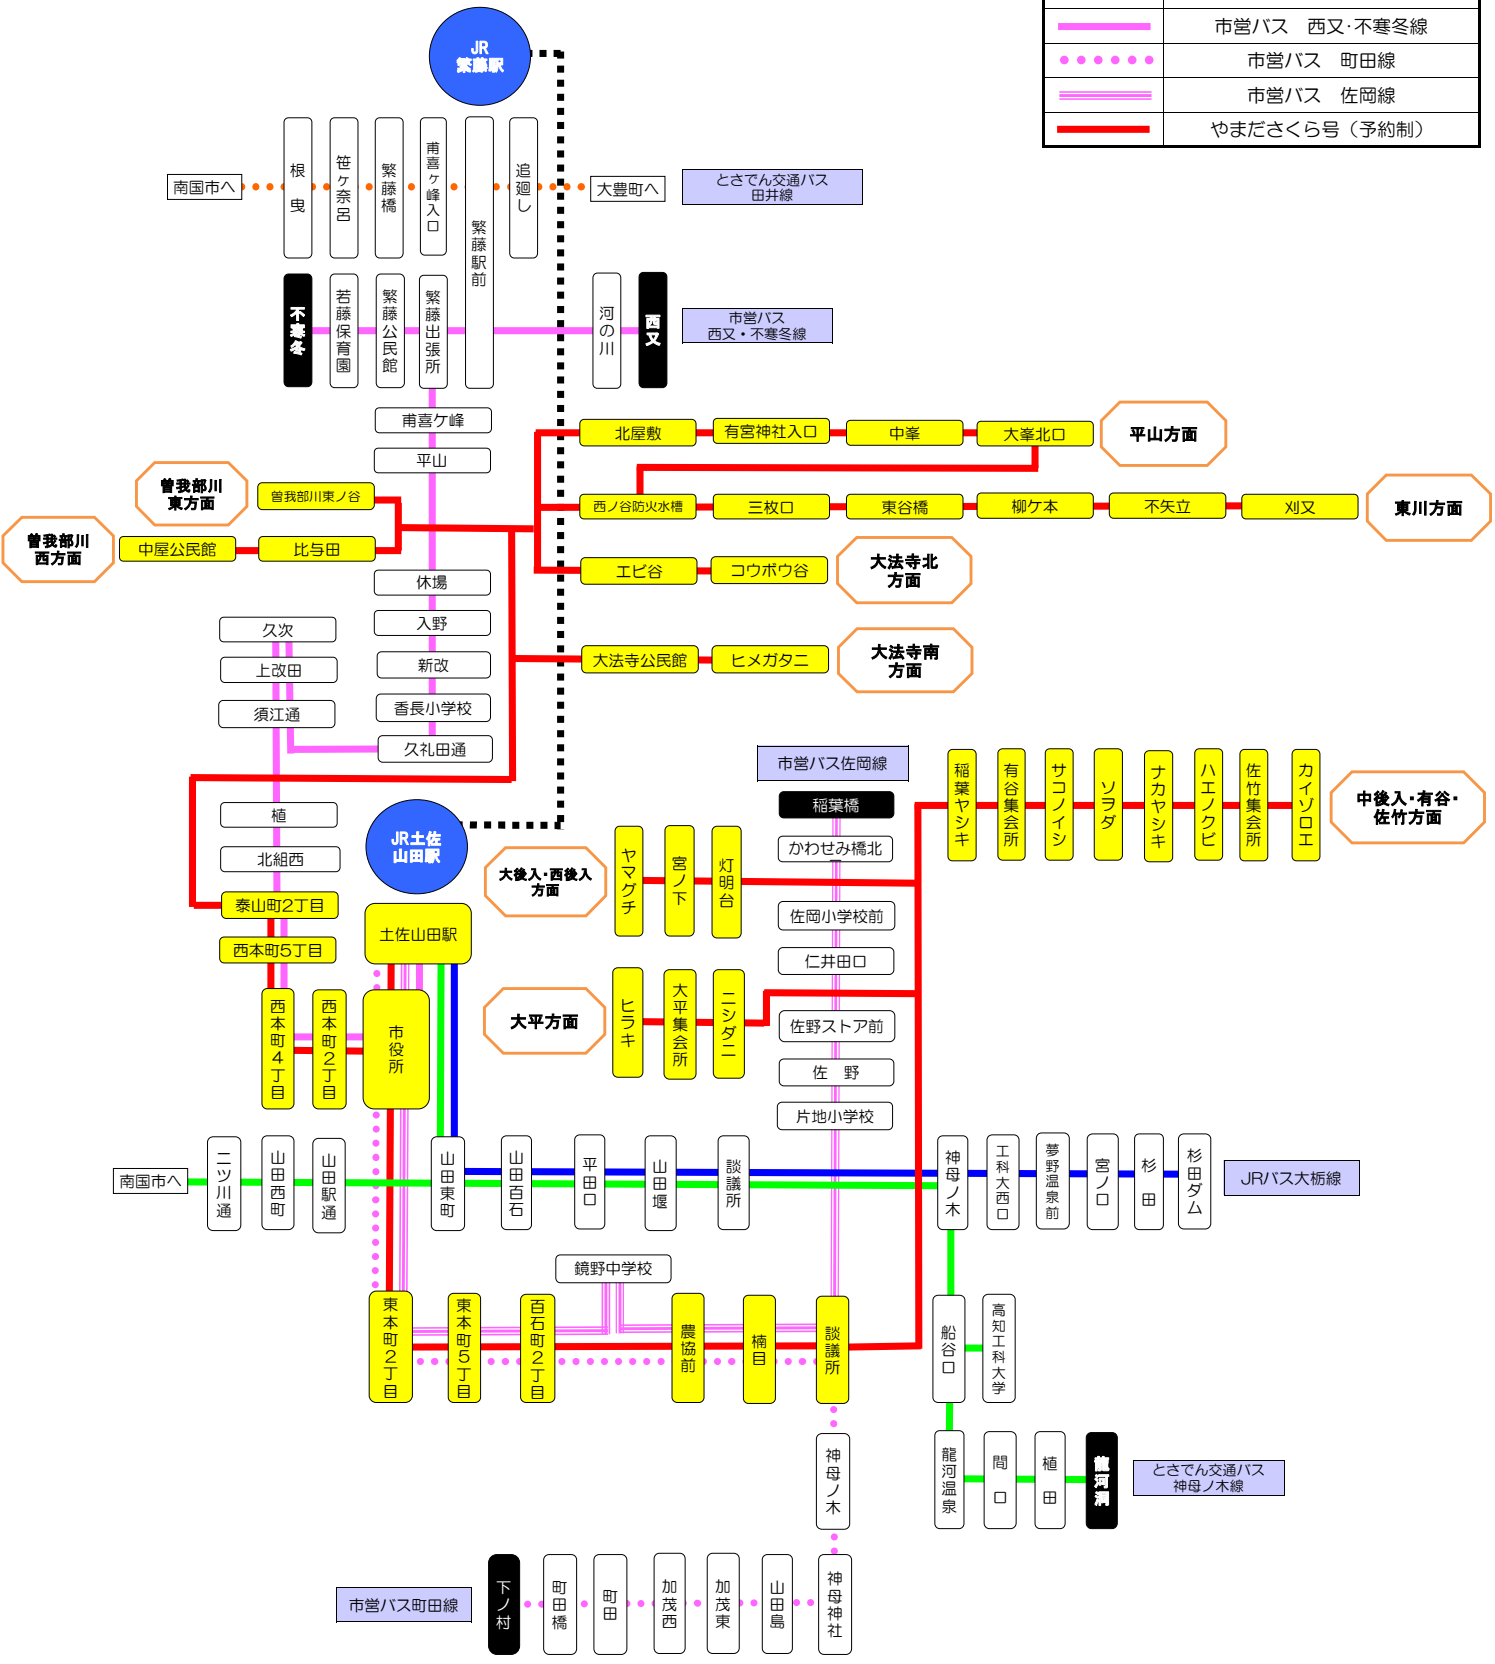 市営バス　西又・不寒冬線
市営バス　町田線
市営バス　佐岡線
やまださくら号（予約制）
JR
繁藤駅
南国市へ
根曳
笹ヶ奈呂
繁藤橋
甫喜ヶ峰入口
繁藤駅前
追廻し
大豊町へ
とさでん交通バス
田井線
不寒冬
若藤保育園
繁藤公民館
繁藤出張所
河の川
西又
市営バス
西又・不寒冬線
甫喜ケ峰
平山
北屋敷
有宮神社入口
中峯
大峯北口
平山方面
曽我部川
東方面
曽我部川東ノ谷
西ノ谷防火水槽
三枚口
東谷橋
柳ケ本
不矢立
刈又
東川方面
曽我部川
西方面
中屋公民館
比与田
休場
エビ谷
コウボウ谷
大法寺北
方面
入野
久次
新改
上改田
大法寺公民館
ヒメガタニ
大法寺南
方面
須江通
香長小学校
久礼田通
市営バス佐岡線
稲葉橋
稲葉ヤシキ
有谷集会所
サコノイシ
ソヲダ
ナカヤシキ
ハエノクビ
佐竹集会所
カイゾロエ
中後入・有谷・
佐竹方面
植
北組西
JR土佐
山田駅
かわせみ橋北
大後入・西後入
方面
ヤマグチ
宮ノ下
灯明台
泰山町2丁目
西本町5丁目
土佐山田駅
佐岡小学校前
仁井田口
西本町4丁目
西本町2丁目
市役所
大平方面
ヒラキ
大平集会所
ニシダニ
佐野ストア前
佐　野
片地小学校
南国市へ
二ツ川通
山田西町
山田駅通
山田東町
山田百石
平田口
山田堰
談議所
神母ノ木
工科大西口
夢野温泉前
宮ノ口
杉田
杉田ダム
JRバス大栃線
鏡野中学校
東本町2丁目
東本町5丁目
百石町2丁目
農協前
楠目
談議所
船谷口
高知工科大学
神母ノ木
龍河温泉
間口
植田
龍河洞
とさでん交通バス
神母ノ木線
市営バス町田線
下ノ村
町田橋
町田
加茂西
加茂東
山田島
神母神社